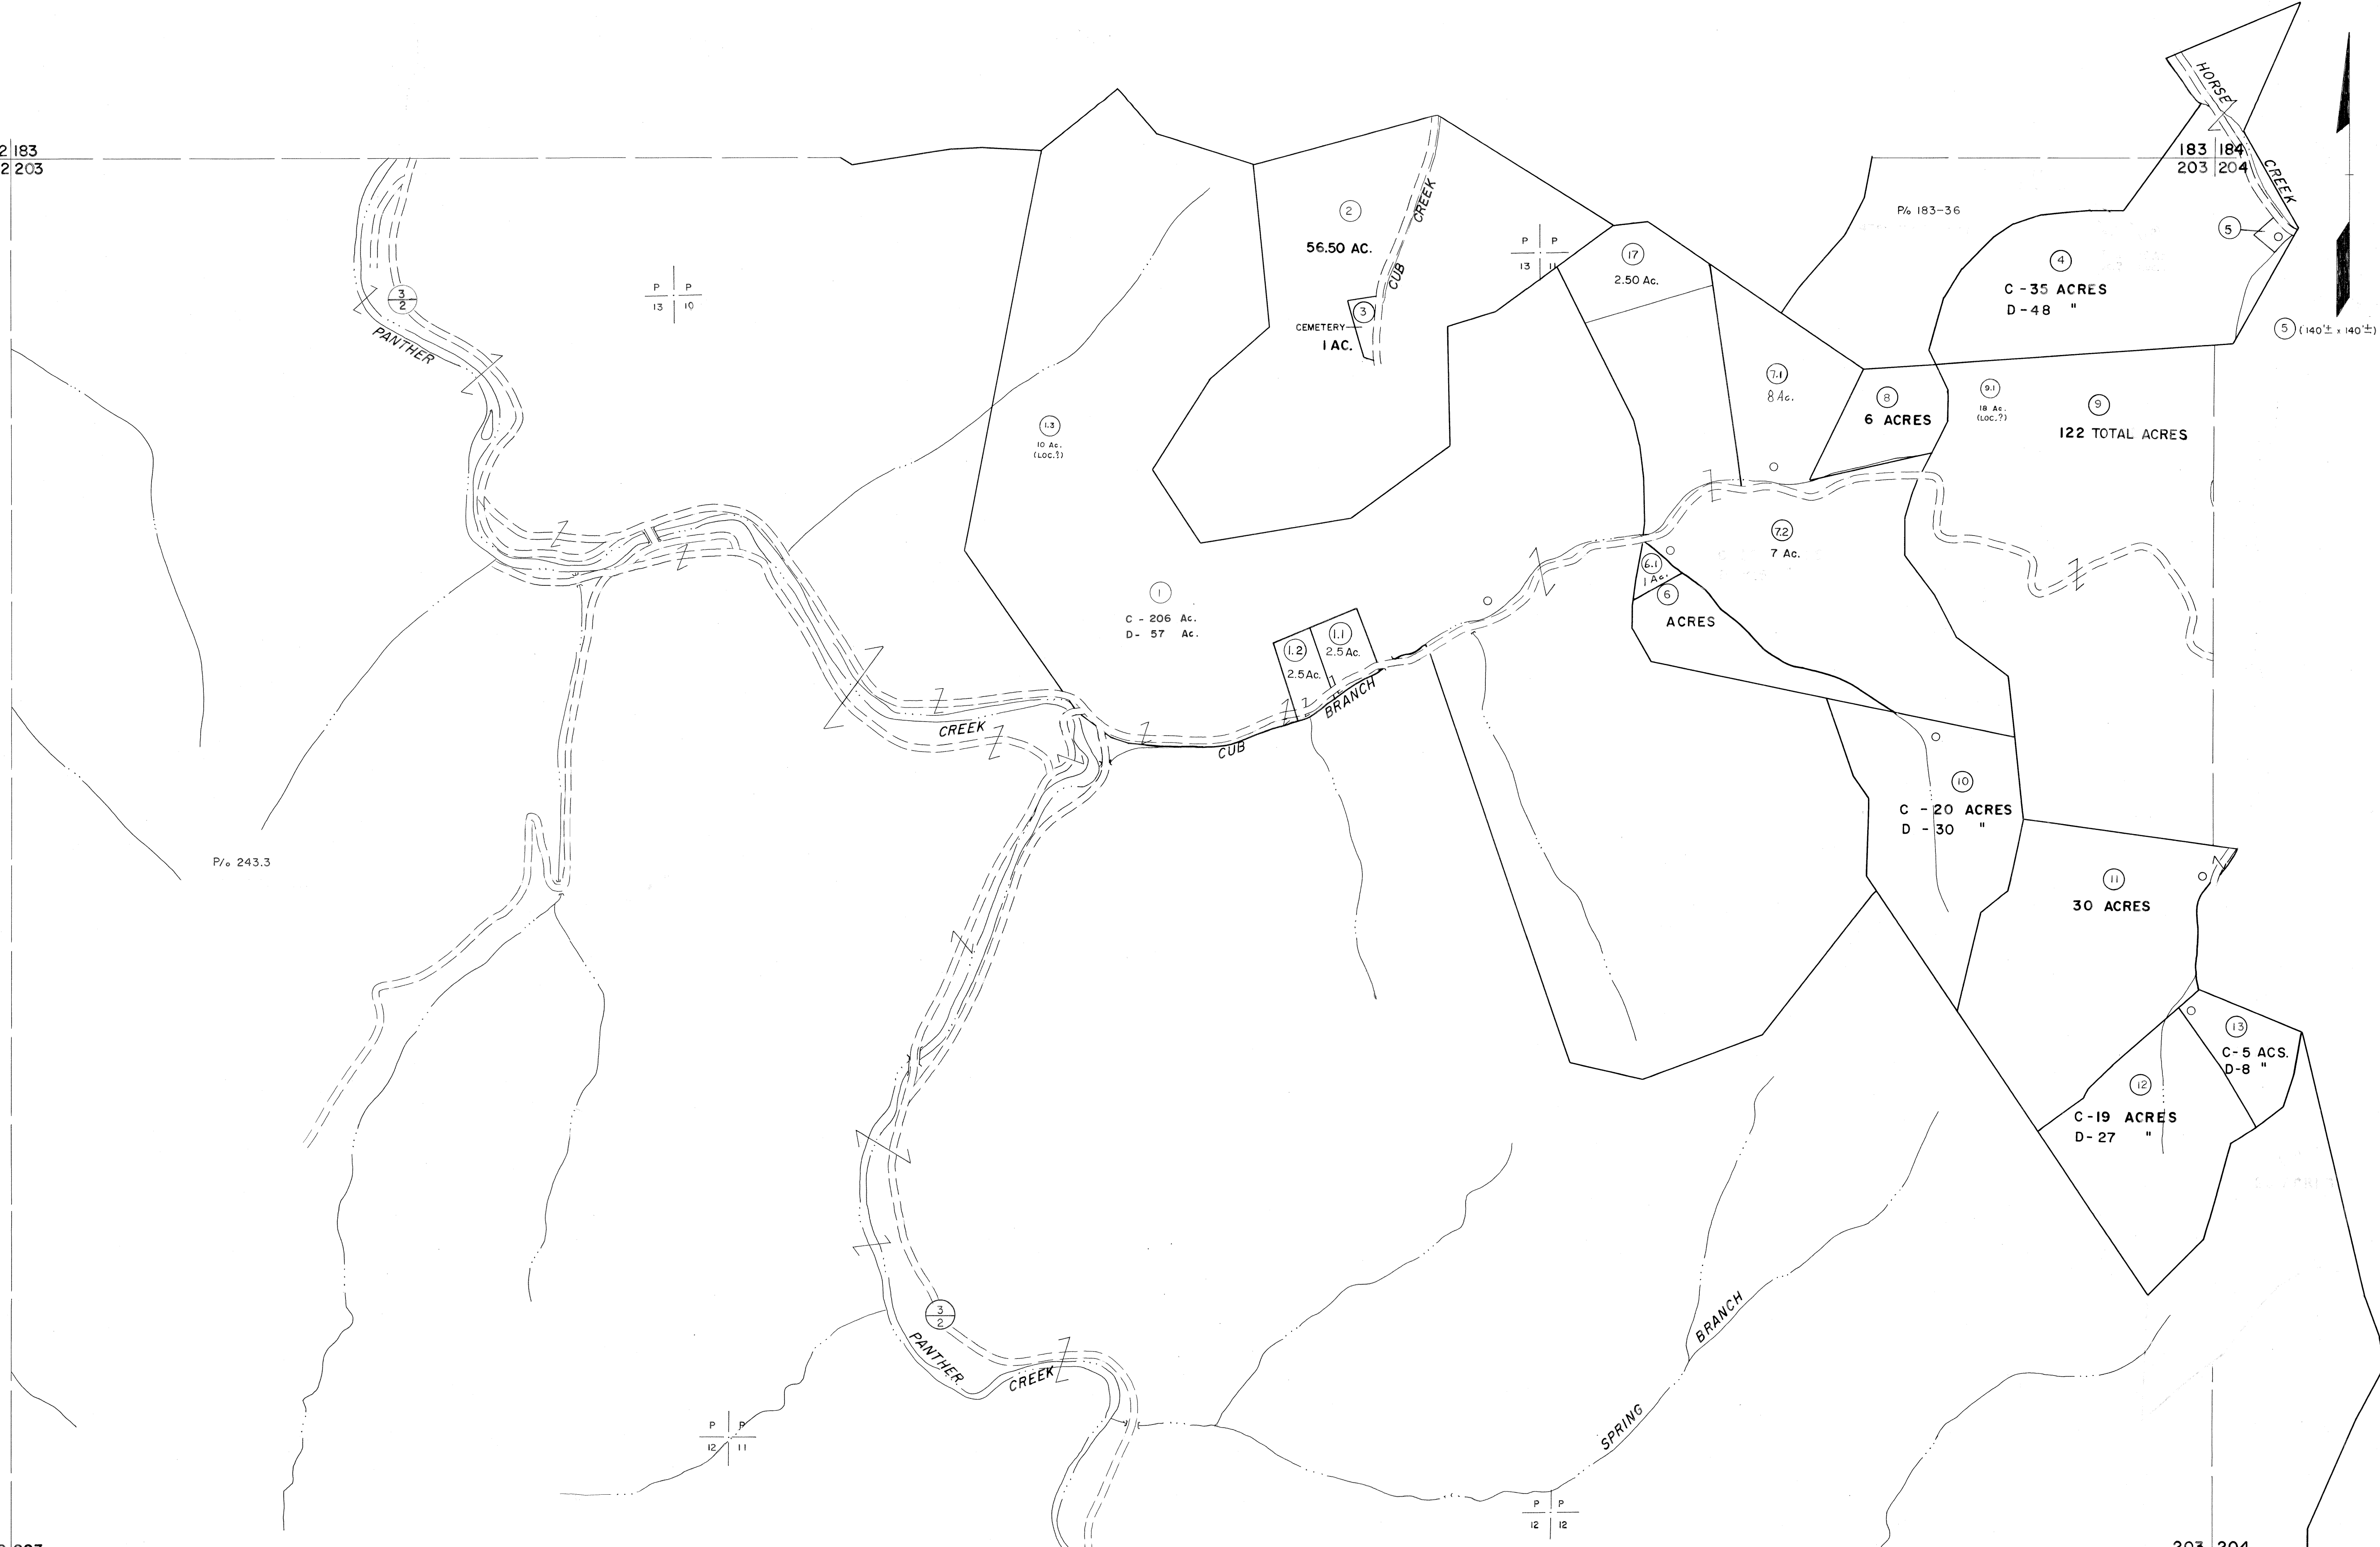 2 183
2 203
183 184
203 204
HORSE
CREEK
P/o 183-36
5
4
C - 35 ACRES
D - 48 "
5 (140'± x 140'±)
2
56.50 AC.
CUB CREEK
3
CEMETERY
1 AC.
P P
13 11
17
2.50 Ac.
P P
13 10
3
2
PANTHER
7.1
8 Ac.
8
6 ACRES
9.1
18 Ac.
(LOC.?)
9
122 TOTAL ACRES
1.3
10 Ac.
(LOC.?)
7.2
7 Ac.
6.1
1 Ac.
6
ACRES
1
C - 206 Ac.
D - 57 Ac.
1.2
2.5 Ac.
1.1
2.5 Ac.
CREEK
CUB
BRANCH
10
C - 20 ACRES
D - 30 "
P/o 243.3
11
30 ACRES
13
C - 5 ACS.
D - 8 "
12
C - 19 ACRES
D - 27 "
3
2
PANTHER
CREEK
BRANCH
SPRING
P P
12 11
P P
12 12
203 204